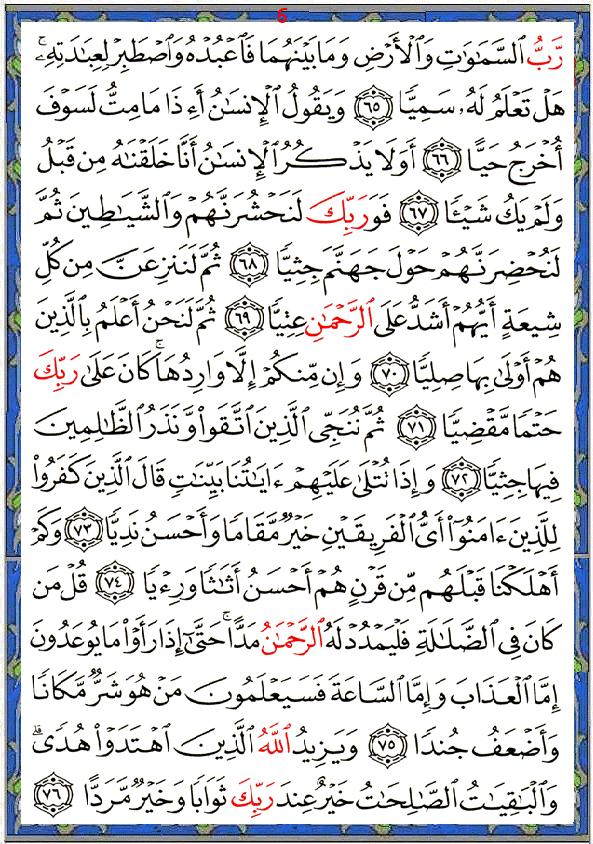 5
رَّبُّ ٱلسَّمَٰوَٰتِ وَٱلْأَرْضِ وَمَا بَيْنَهُمَا فَٱعْبُدْهُ وَٱصْطَبِرْ لِعِبَٰدَتِهِۦۚ
هَلْ تَعْلَمُ لَهُۥ سَمِيًّا ٦٥ وَيَقُولُ ٱلْإِنسَٰنُ أَءِذَا مَا مِتُّ لَسَوْفَ
أُخْرَجُ حَيًّا ٦٦ أَوَلَا يَذْكُرُ ٱلْإِنسَٰنُ أَنَّا خَلَقْنَٰهُ مِن قَبْلُ
وَلَمْ يَكُ شَيْـًٔا ٦٧ فَوَرَبِّكَ لَنَحْشُرَنَّهُمْ وَٱلشَّيَٰطِينَ ثُمَّ
لَنُحْضِرَنَّهُمْ حَوْلَ جَهَنَّمَ جِثِيًّا ٦٨ ثُمَّ لَنَنزِعَنَّ مِن كُلِّ
شِيعَةٍ أَيُّهُمْ أَشَدُّ عَلَى ٱلرَّحْمَٰنِ عِتِيًّا ٦٩ ثُمَّ لَنَحْنُ أَعْلَمُ بِٱلَّذِينَ
هُمْ أَوْلَىٰ بِهَا صِلِيًّا ٧٠ وَإِن مِّنكُمْ إِلَّا وَارِدُهَاۚ كَانَ عَلَىٰ رَبِّكَ
حَتْمًا مَّقْضِيًّا ٧١ ثُمَّ نُنَجِّى ٱلَّذِينَ ٱتَّقَوا۟ وَّنَذَرُ ٱلظَّٰلِمِينَ
فِيهَا جِثِيًّا ٧٢ وَإِذَا تُتْلَىٰ عَلَيْهِمْ ءَايَٰتُنَا بَيِّنَٰتٍ قَالَ ٱلَّذِينَ كَفَرُوا۟
لِلَّذِينَ ءَامَنُوٓا۟ أَىُّ ٱلْفَرِيقَيْنِ خَيْرٌ مَّقَامًا وَأَحْسَنُ نَدِيًّا ٧٣ وَكَمْ
أَهْلَكْنَا قَبْلَهُم مِّن قَرْنٍ هُمْ أَحْسَنُ أَثَٰثًا وَرِءْيًا ٧٤ قُلْ مَن
كَانَ فِى ٱلضَّلَٰلَةِ فَلْيَمْدُدْ لَهُ ٱلرَّحْمَٰنُ مَدًّاۚ حَتَّىٰٓ إِذَا رَأَوْا۟ مَا يُوعَدُونَ
إِمَّا ٱلْعَذَابَ وَإِمَّا ٱلسَّاعَةَ فَسَيَعْلَمُونَ مَنْ هُوَ شَرٌّ مَّكَانًا
وَأَضْعَفُ جُندًا ٧٥ وَيَزِيدُ ٱللَّهُ ٱلَّذِينَ ٱهْتَدَوْا۟ هُدًىۗ
وَٱلْبَٰقِيَٰتُ ٱلصَّٰلِحَٰتُ خَيْرٌ عِندَ رَبِّكَ ثَوَابًا وَخَيْرٌ مَّرَدًّا ٧٦